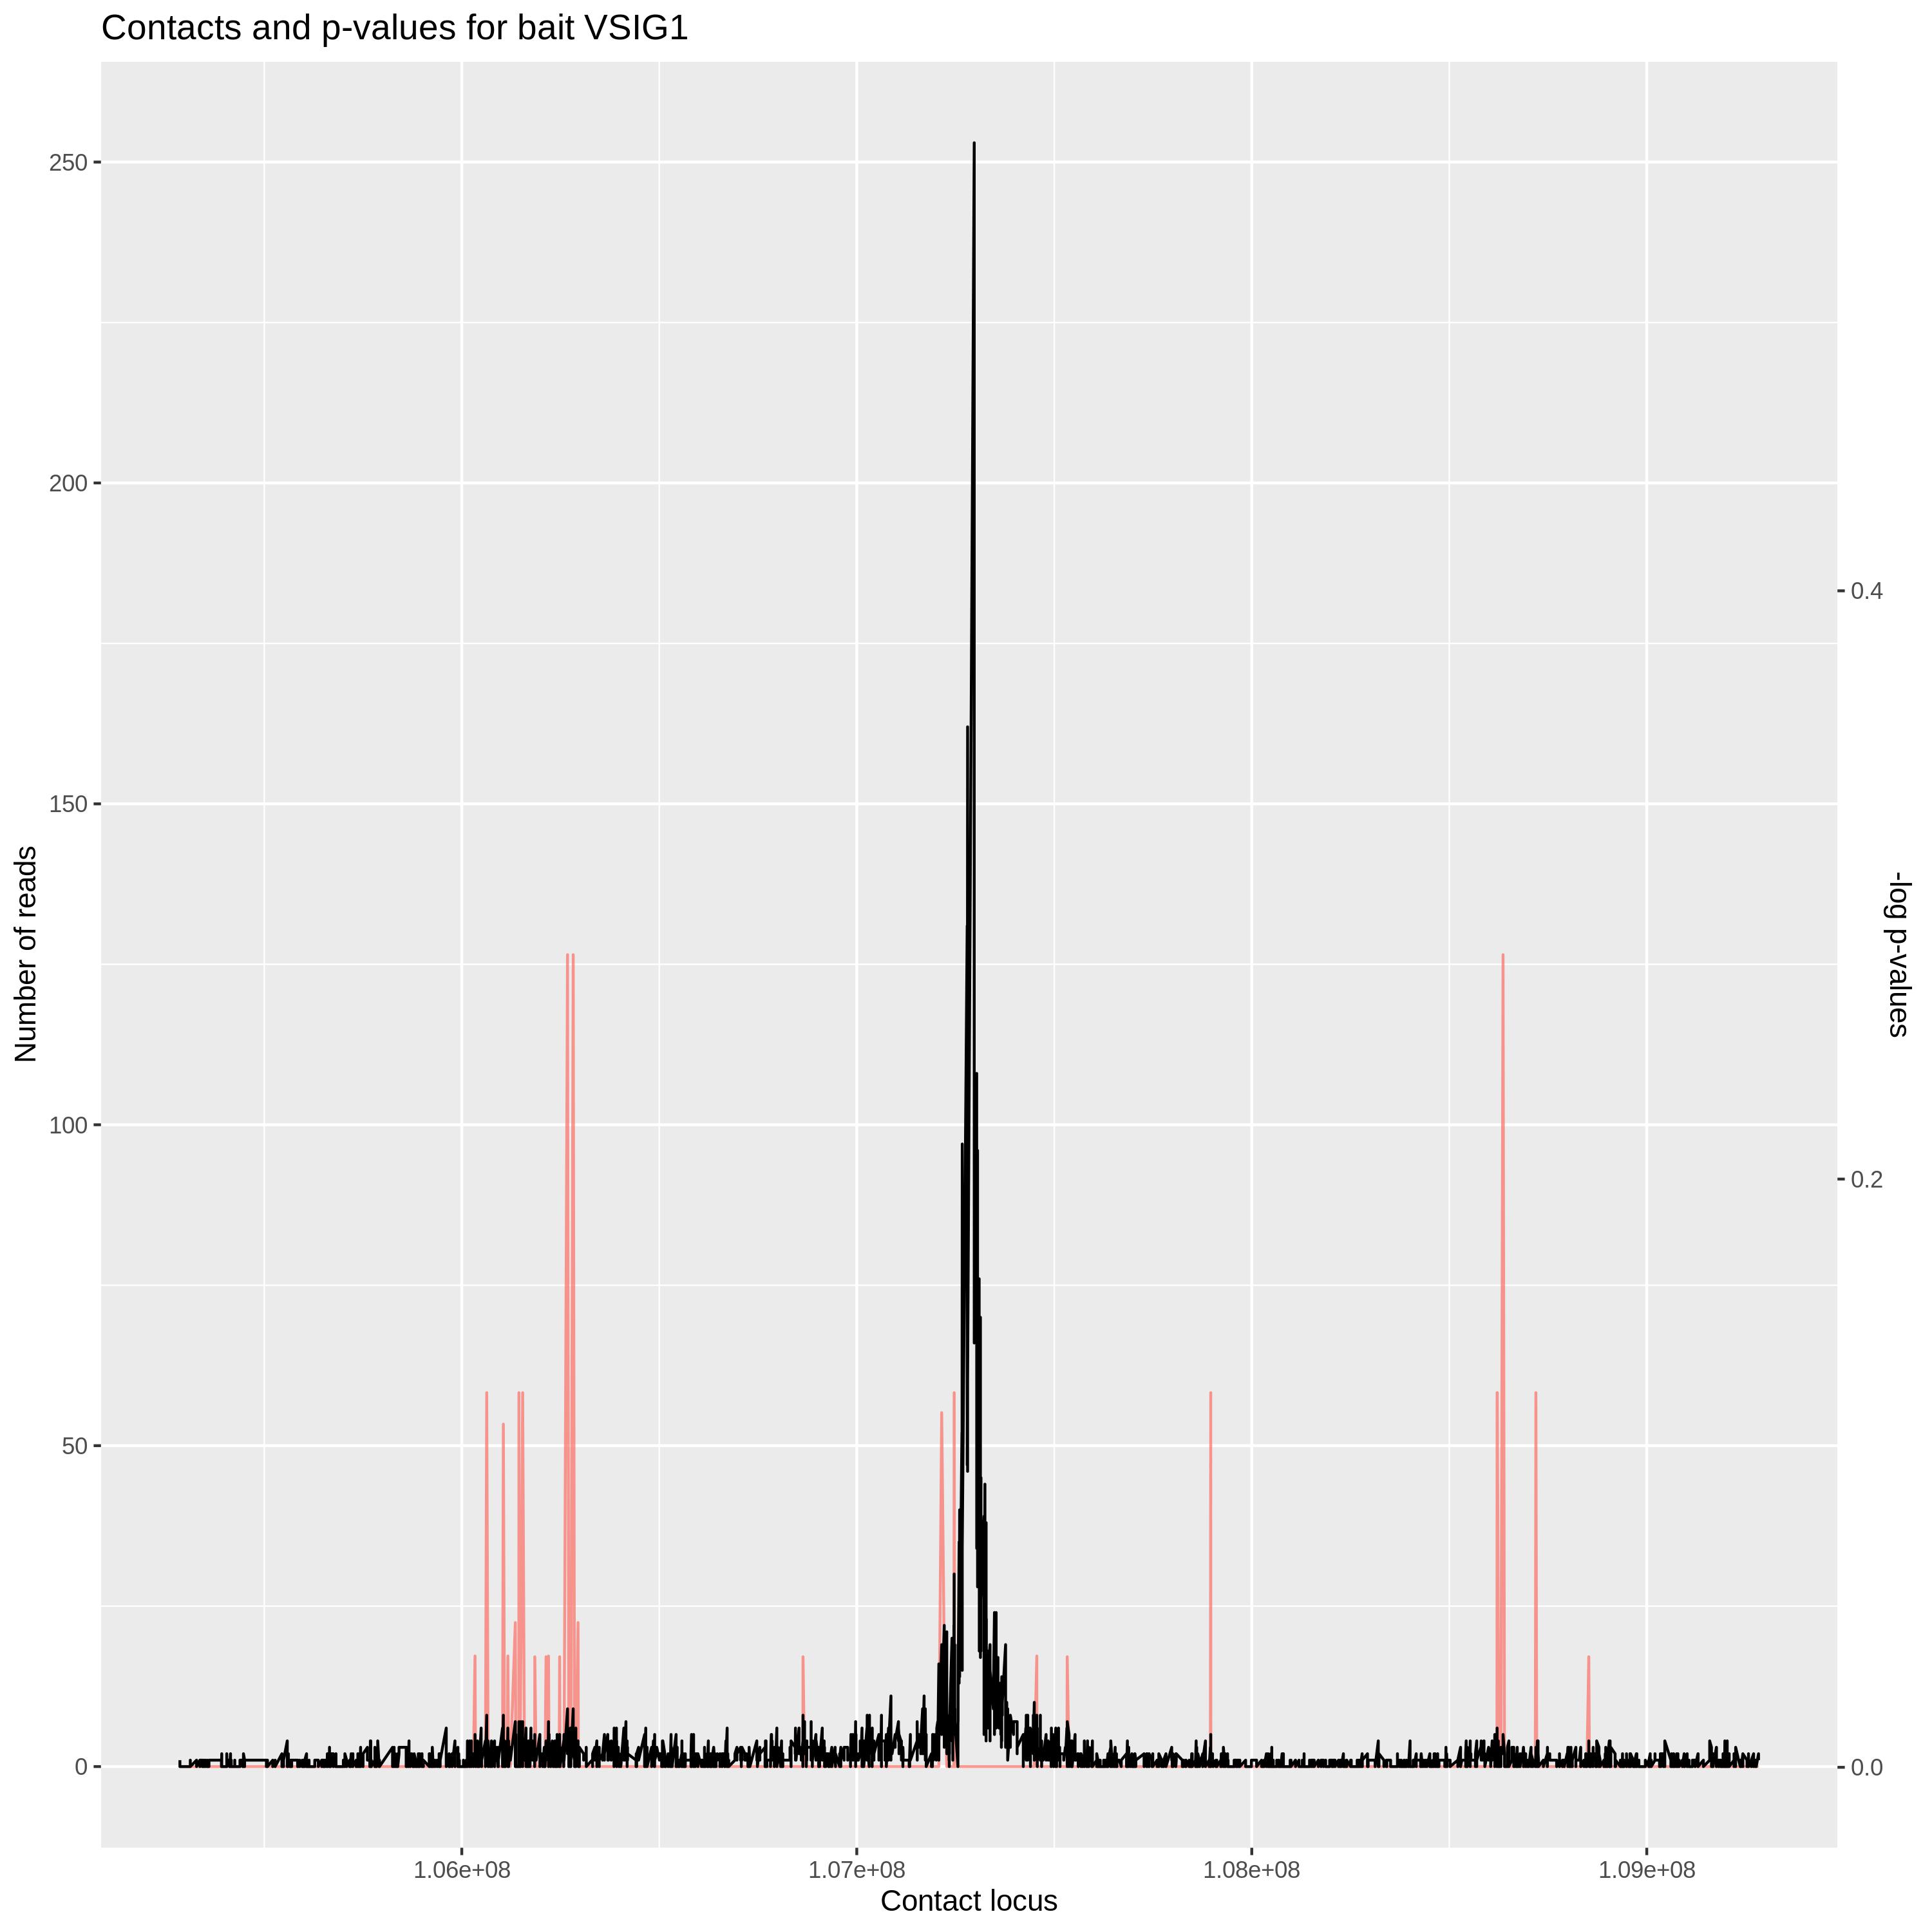 Contacts and p-values for bait VSIG1
250
200
150
100
50
0
Number of reads
0.4
0.2
0.0
-log p-values
1.06e+08
1.07e+08
1.08e+08
1.09e+08
Contact locus